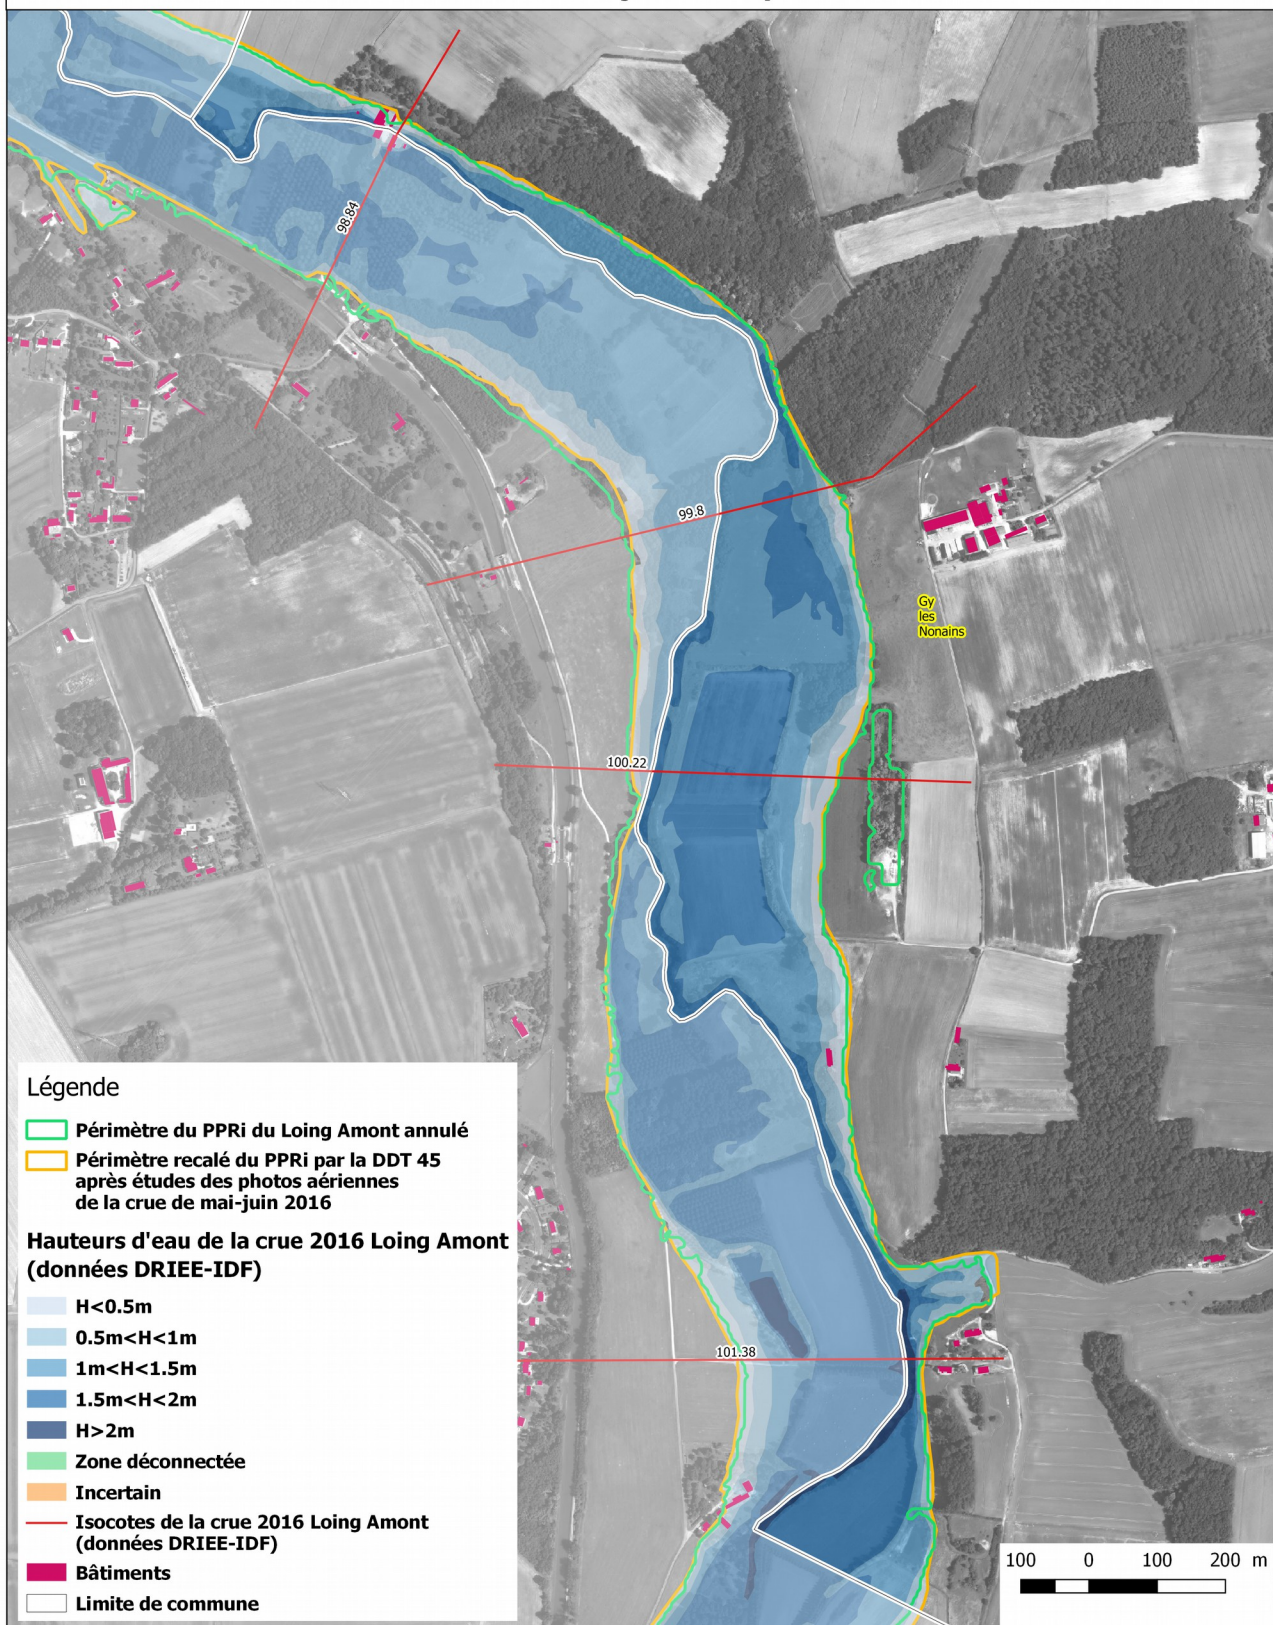 98.84
99.8
Gy
les
Nonains
100.22
101.38
Légende
Périmètre du PPRi du Loing Amont annulé
Périmètre recalé du PPRi par la DDT 45
après études des photos aériennes
de la crue de mai-juin 2016
Hauteurs d'eau de la crue 2016 Loing Amont
(données DRIEE-IDF)
H<0.5m
0.5m<H<1m
1m<H<1.5m
1.5m<H<2m
H>2m
Zone déconnectée
Incertain
Isocotes de la crue 2016 Loing Amont
(données DRIEE-IDF)
Bâtiments
Limite de commune
100 0 100 200 m